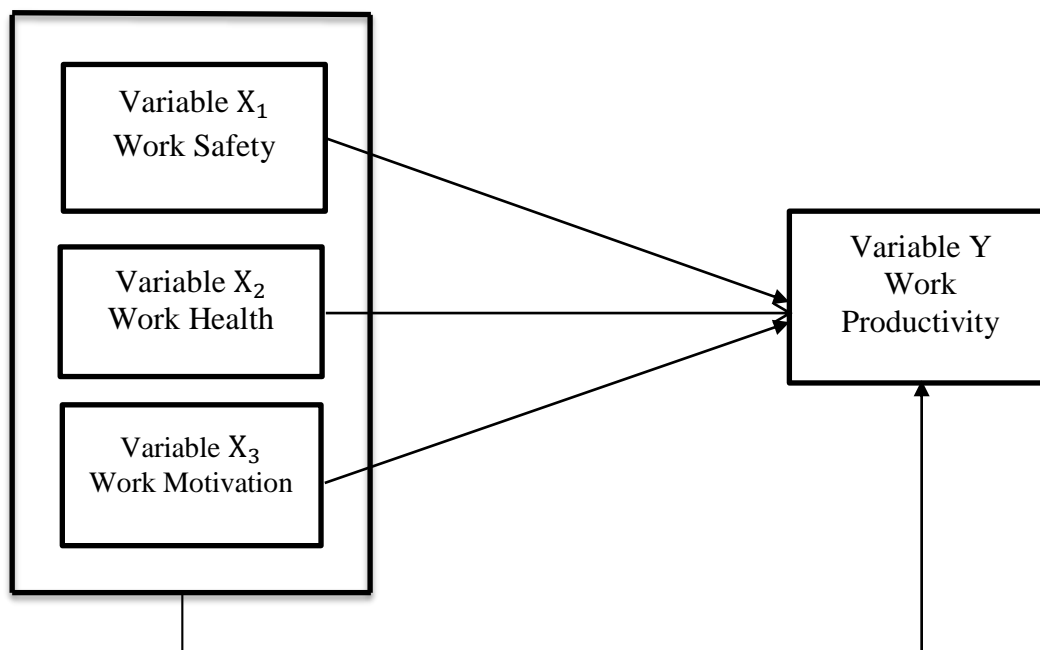 Variable X₁
Work Safety
Variable X₂
Work Health
Variable X₃
Work Motivation
Variable Y
Work
Productivity